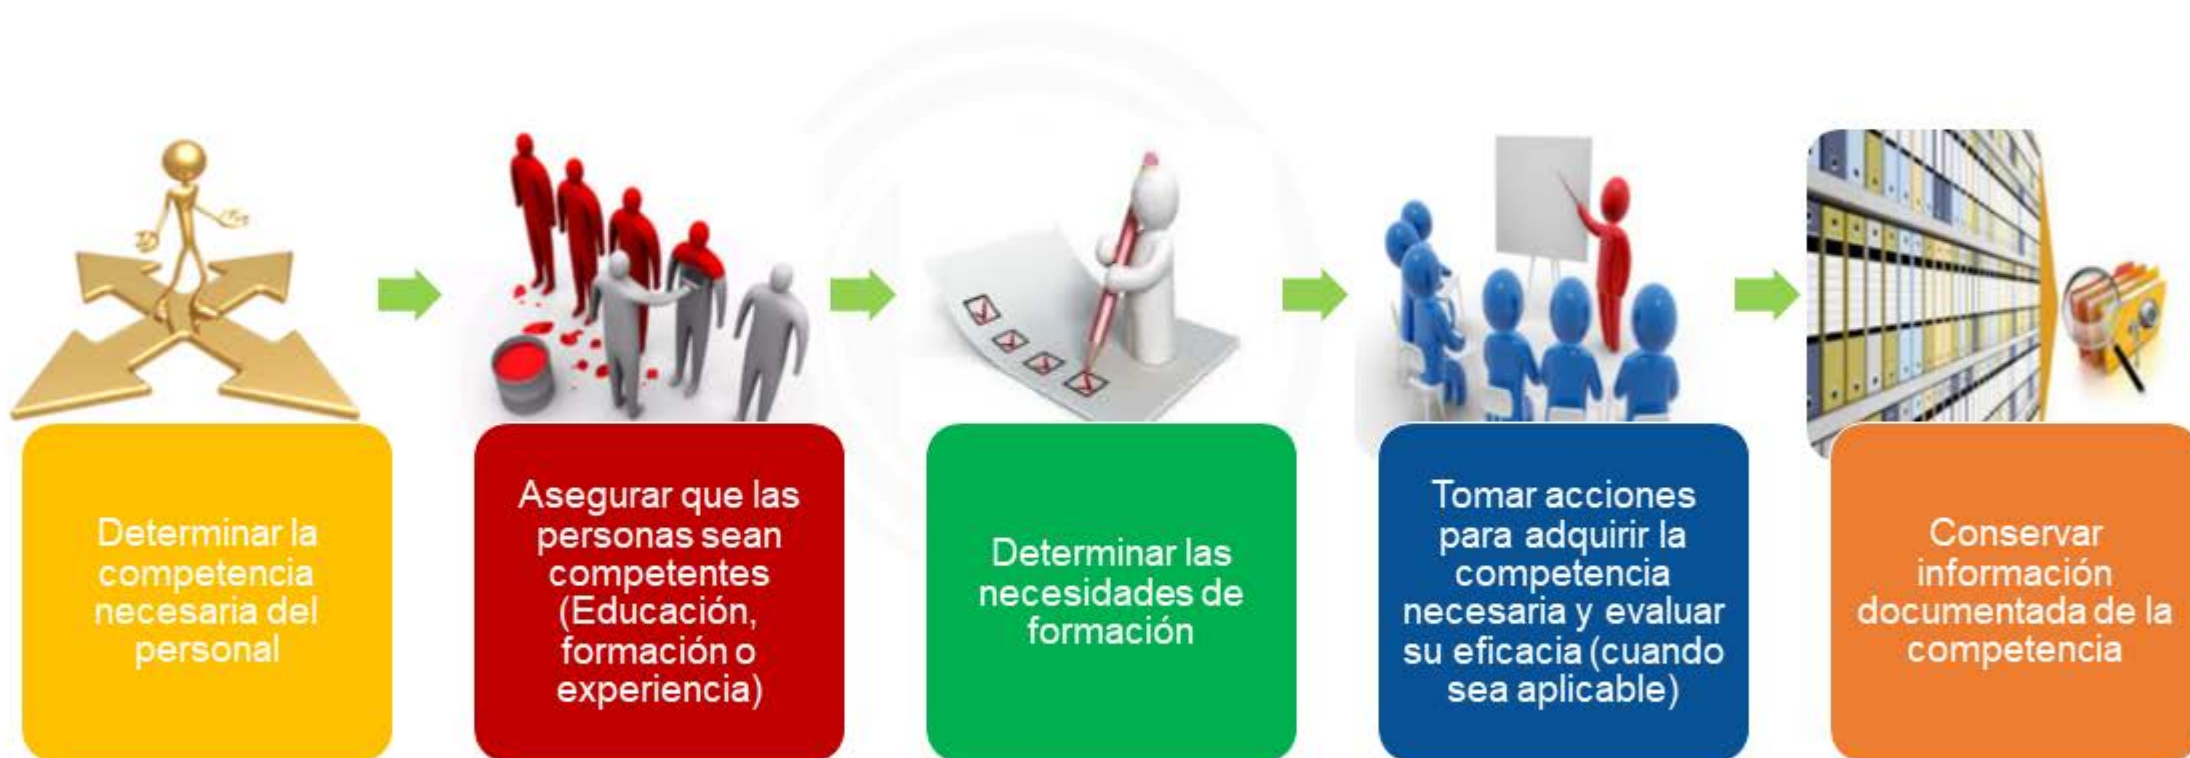 Determinar la
competencia
necesaria del
personal
Asegurar que las
personas sean
competentes
(Educación,
formación o
experiencia)
Determinar las
necesidades de
formación
Tomar acciones
para adquirir la
competencia
necesaria y evaluar
su eficacia (cuando
sea aplicable)
Conservar
información
documentada de la
competencia